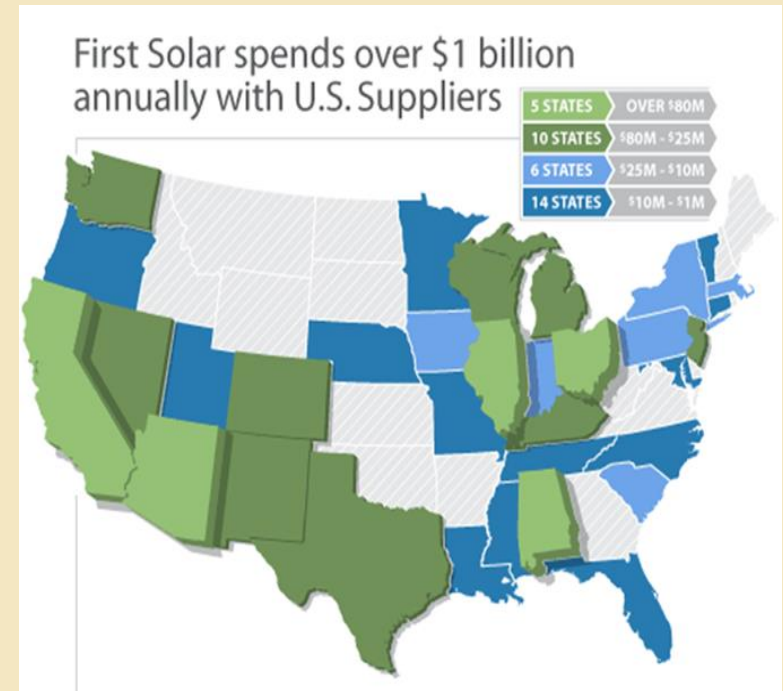 First Solar spends over $1 billion
annually with U.S. Suppliers
5 STATES OVER $80M
10 STATES $80M - $25M
6 STATES $25M - $10M
14 STATES $10M - $1M